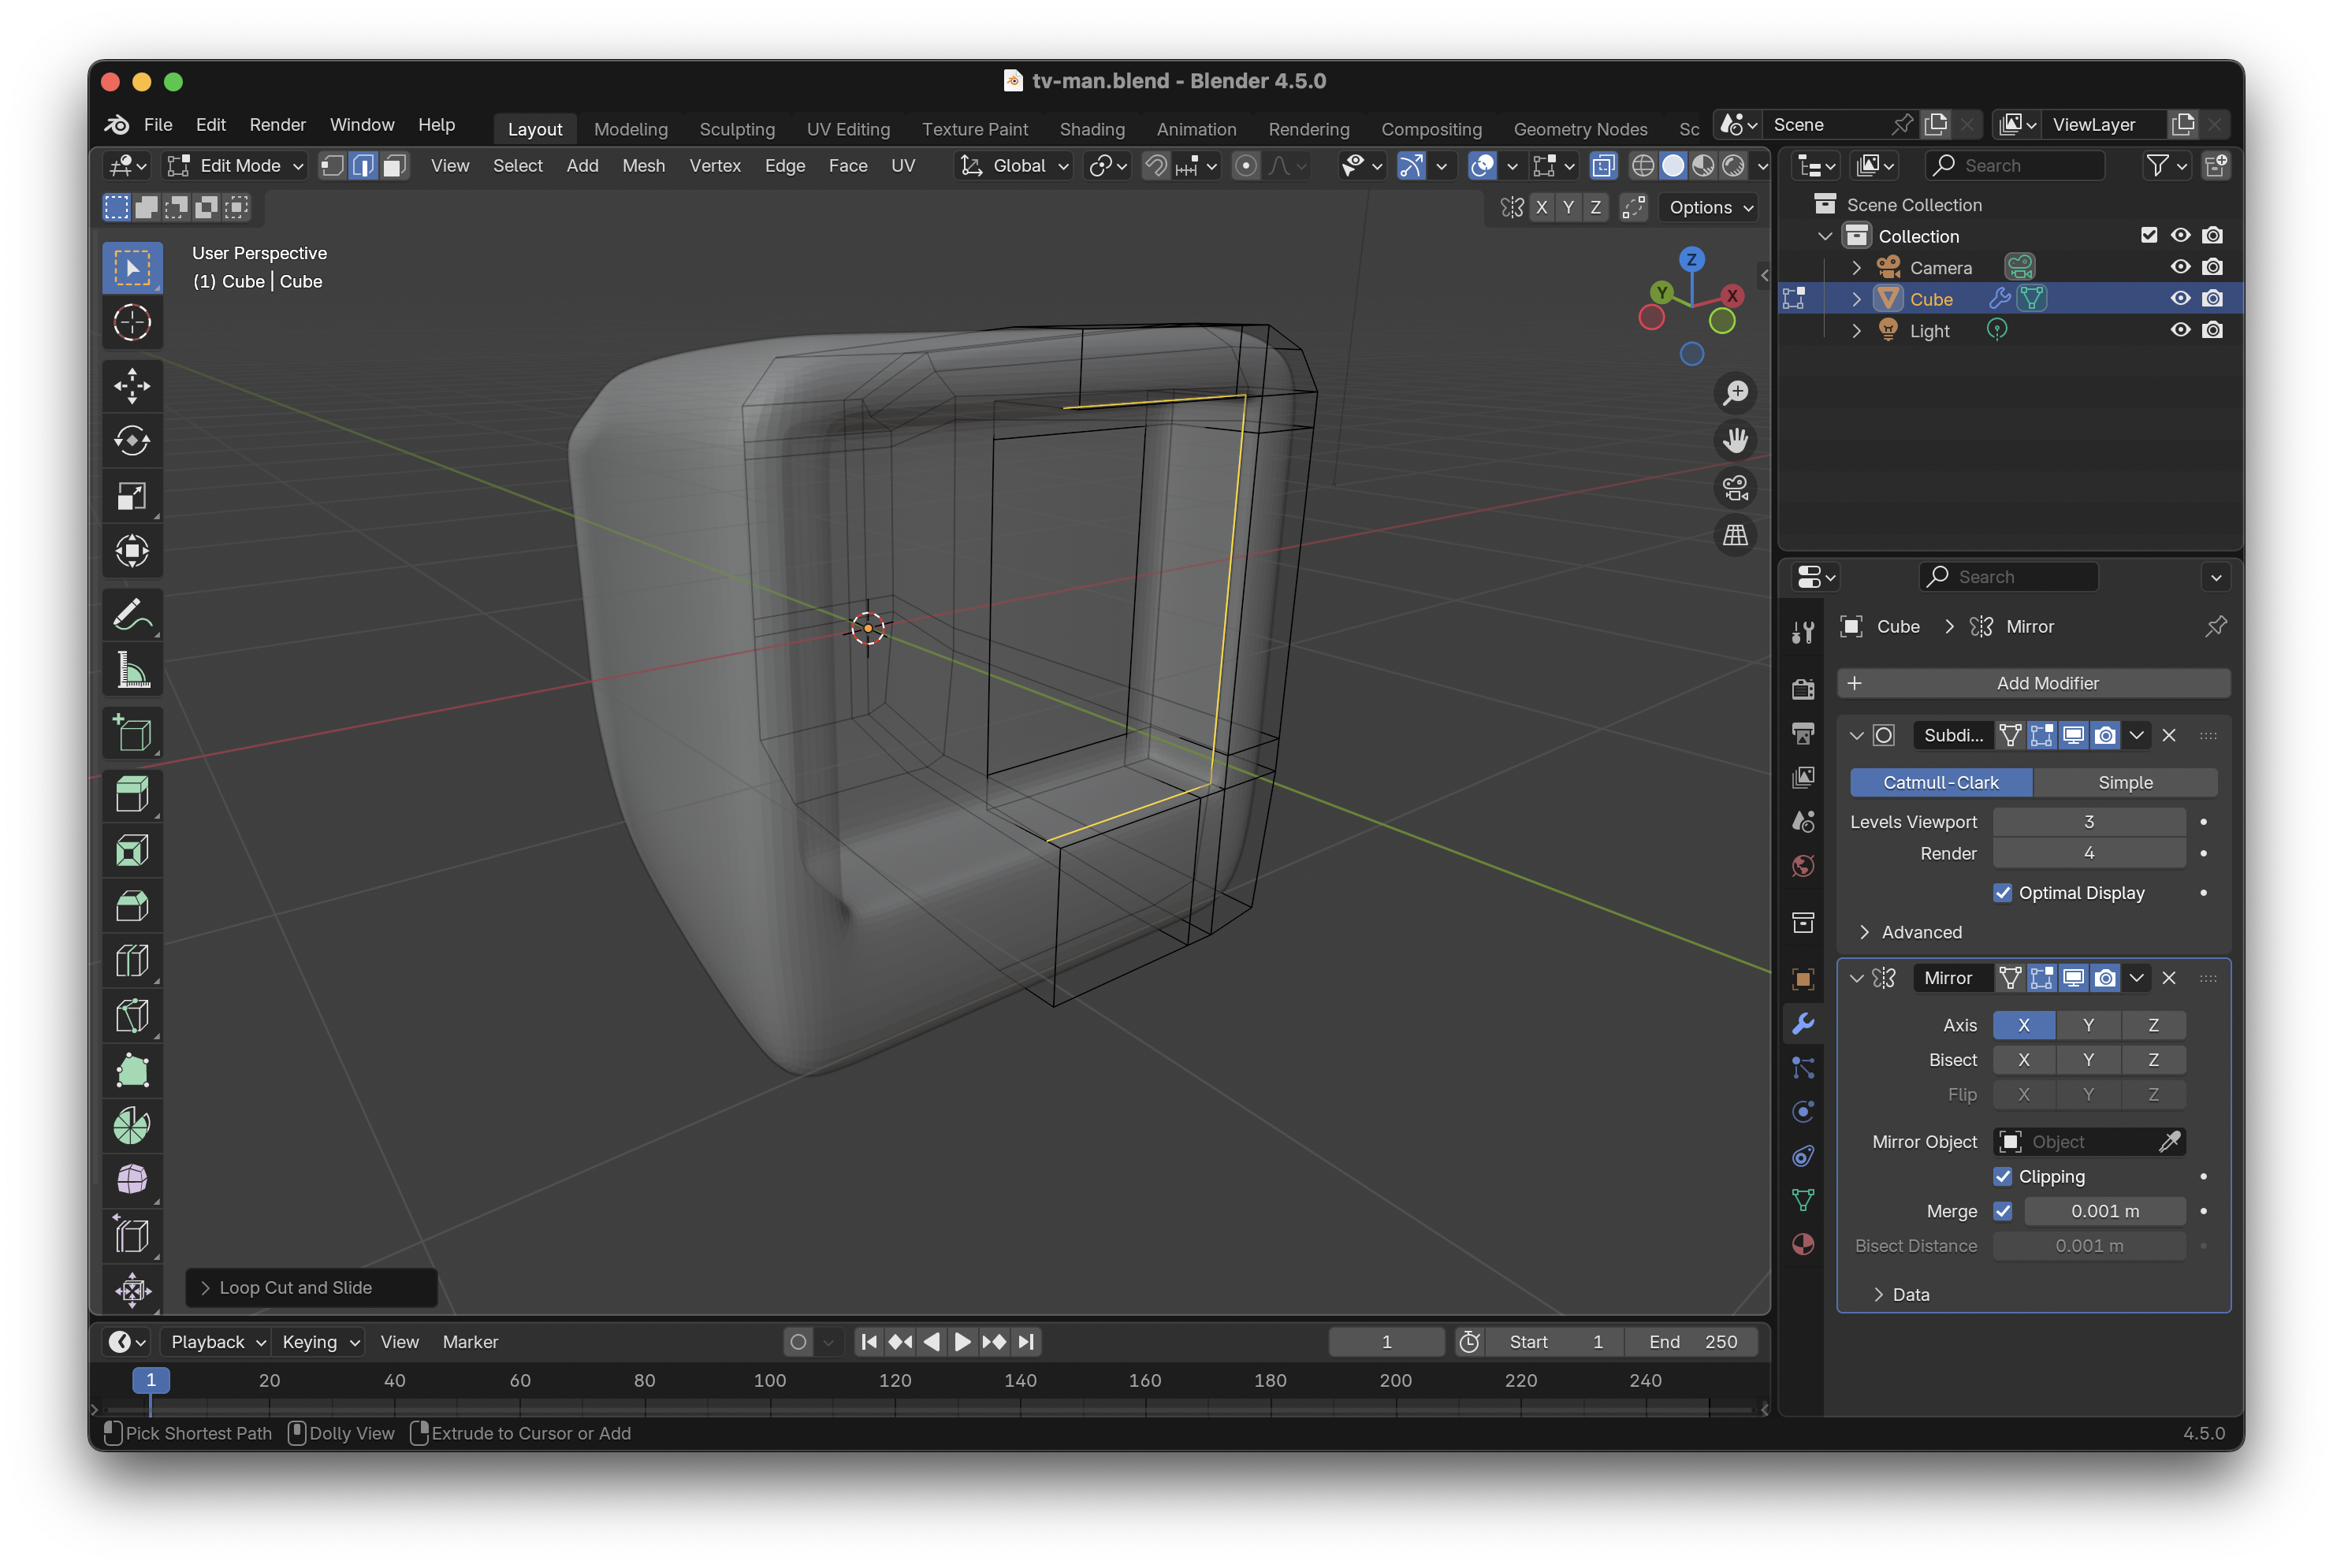 tv-man.blend - Blender 4.5.0
File Edit Render Window Help Layout Modeling Sculpting UV Editing Texture Paint Shading Animation Rendering Compositing Geometry Nodes Sc Scene ViewLayer
Edit Mode View Select Add Mesh Vertex Edge Face UV Global Search
X Y Z Options
User Perspective
(1) Cube | Cube
Z
Y
X
Scene Collection
Collection
Camera
Cube
Light
Search
Cube > Mirror
Add Modifier
Subdi...
Catmull-Clark Simple
Levels Viewport 3
Render 4
Optimal Display
Advanced
Mirror
Axis X Y Z
Bisect X Y Z
Flip X Y Z
Mirror Object Object
Clipping
Merge 0.001 m
Bisect Distance 0.001 m
Data
Loop Cut and Slide
Playback Keying View Marker 1 Start 1 End 250
1 20 40 60 80 100 120 140 160 180 200 220 240
Pick Shortest Path Dolly View Extrude to Cursor or Add 4.5.0